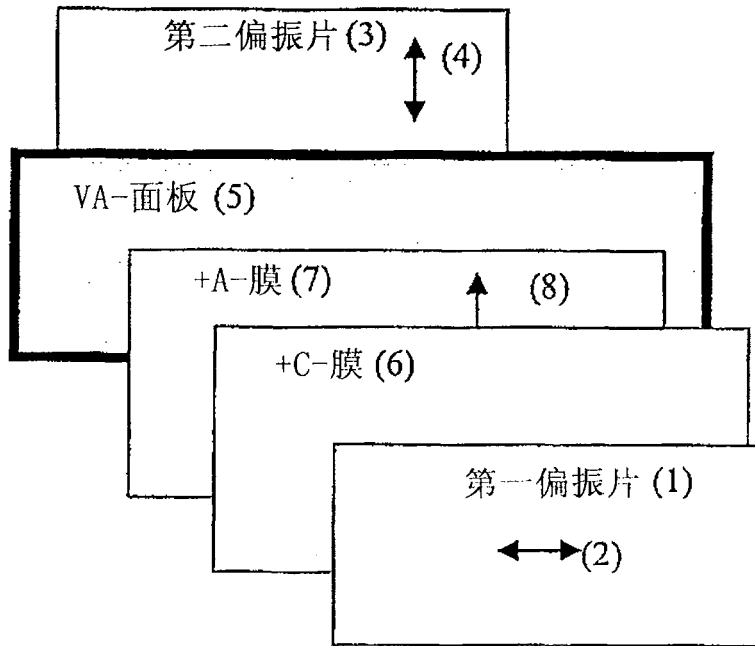 第二偏振片(3)
(4)
VA-面板 (5)
+A-膜(7)
(8)
+C-膜(6)
第一偏振片 (1)
(2)